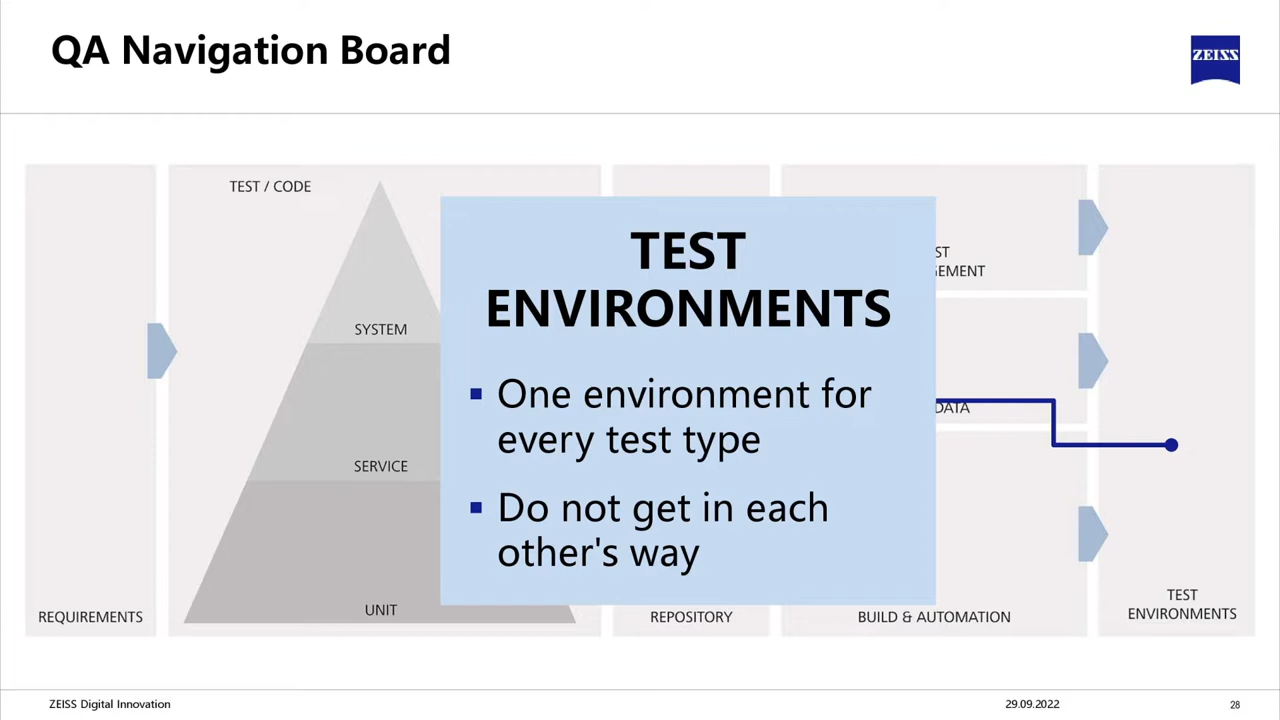 QA Navigation Board
ZEISS
TEST / CODE
SYSTEM
SERVICE
UNIT
REQUIREMENTS
TEST
ENVIRONMENTS
One environment for
every test type
Do not get in each
other's way
ST
EMENT
DATA
REPOSITORY
BUILD & AUTOMATION
TEST
ENVIRONMENTS
ZEISS Digital Innovation
29.09.2022
28